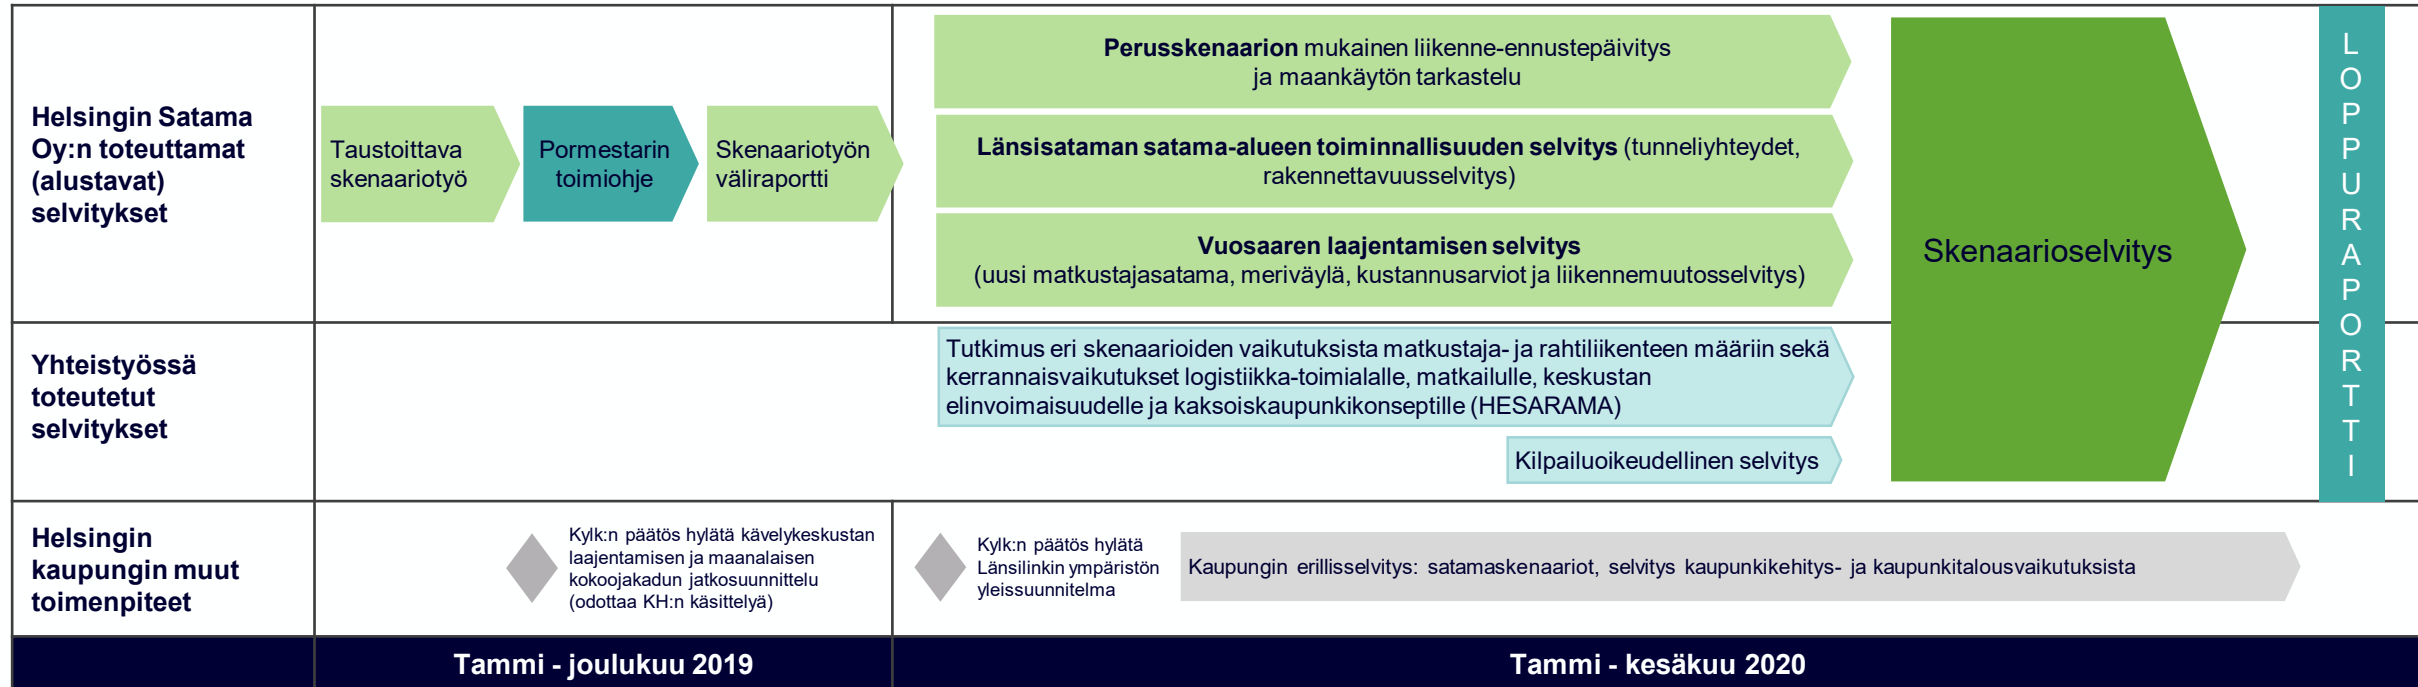 Helsingin Satama
Oy:n toteuttamat
(alustavat)
selvitykset
Taustoittava
skenaariotyö
Pormestarin
toimiohje
Skenaariotyön
väliraportti
Perusskenaarion mukainen liikenne-ennustepäivitys
ja maankäytön tarkastelu
Länsisataman satama-alueen toiminnallisuuden selvitys (tunneliyhteydet,
rakennettavuusselvitys)
Vuosaaren laajentamisen selvitys
(uusi matkustajasatama, meriväylä, kustannusarviot ja liikennemuutosselvitys)
Skenaarioselvitys
L
O
P
P
U
R
A
P
O
R
T
T
I
Yhteistyössä
toteutetut
selvitykset
Tutkimus eri skenaarioiden vaikutuksista matkustaja- ja rahtiliikenteen määriin sekä
kerrannaisvaikutukset logistiikka-toimialalle, matkailulle, keskustan
elinvoimaisuudelle ja kaksoiskaupunkikonseptille (HESARAMA)
Kilpailuoikeudellinen selvitys
Helsingin
kaupungin muut
toimenpiteet
Kylk:n päätös hylätä kävelykeskustan
laajentamisen ja maanalaisen
kokoojakadun jatkosuunnittelu
(odottaa KH:n käsittelyä)
Kylk:n päätös hylätä
Länsilinkin ympäristön
yleissuunnitelma
Kaupungin erillisselvitys: satamaskenaariot, selvitys kaupunkikehitys- ja kaupunkitalousvaikutuksista
Tammi - joulukuu 2019
Tammi - kesäkuu 2020